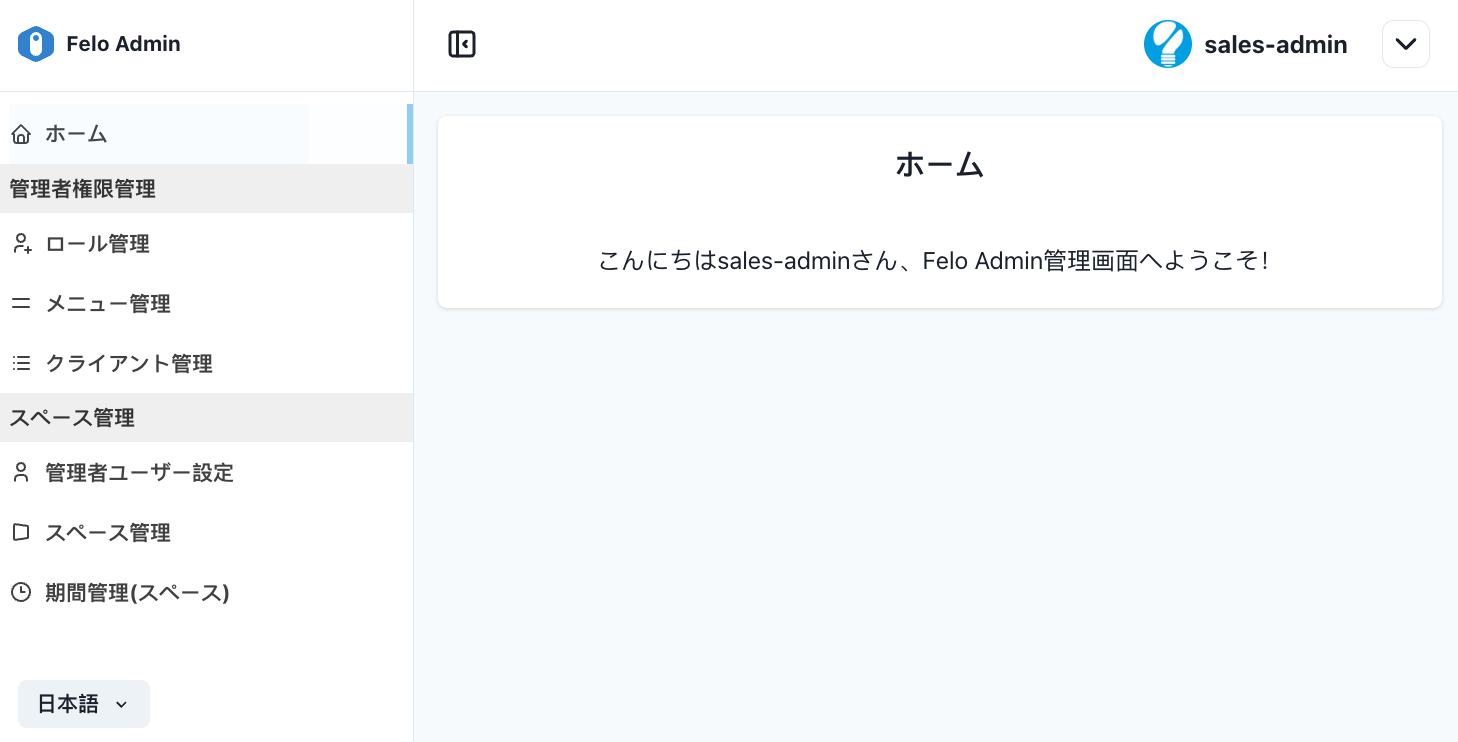 Felo Admin
sales-admin
ホーム
管理者権限管理
ロール管理
メニュー管理
クライアント管理
スペース管理
管理者ユーザー設定
スペース管理
期間管理(スペース)
日本語
ホーム
こんにちはsales-adminさん、Felo Admin管理画面へようこそ!